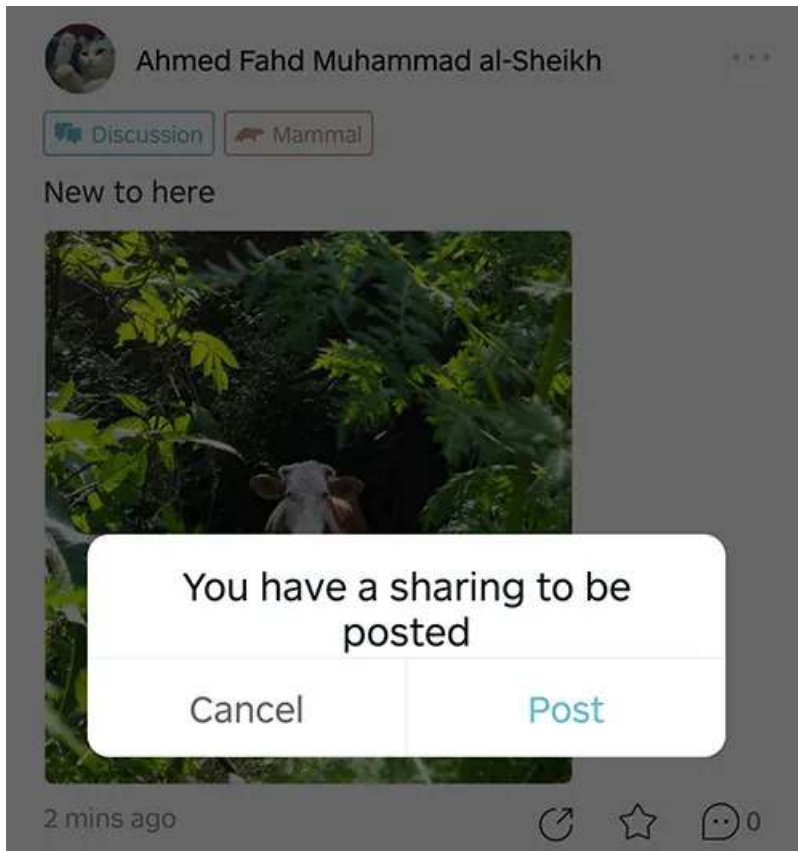 Ahmed Fahd Muhammad al-Sheikh
Discussion
Mammal
New to here
You have a sharing to be
posted
Cancel
Post
2 mins ago
0